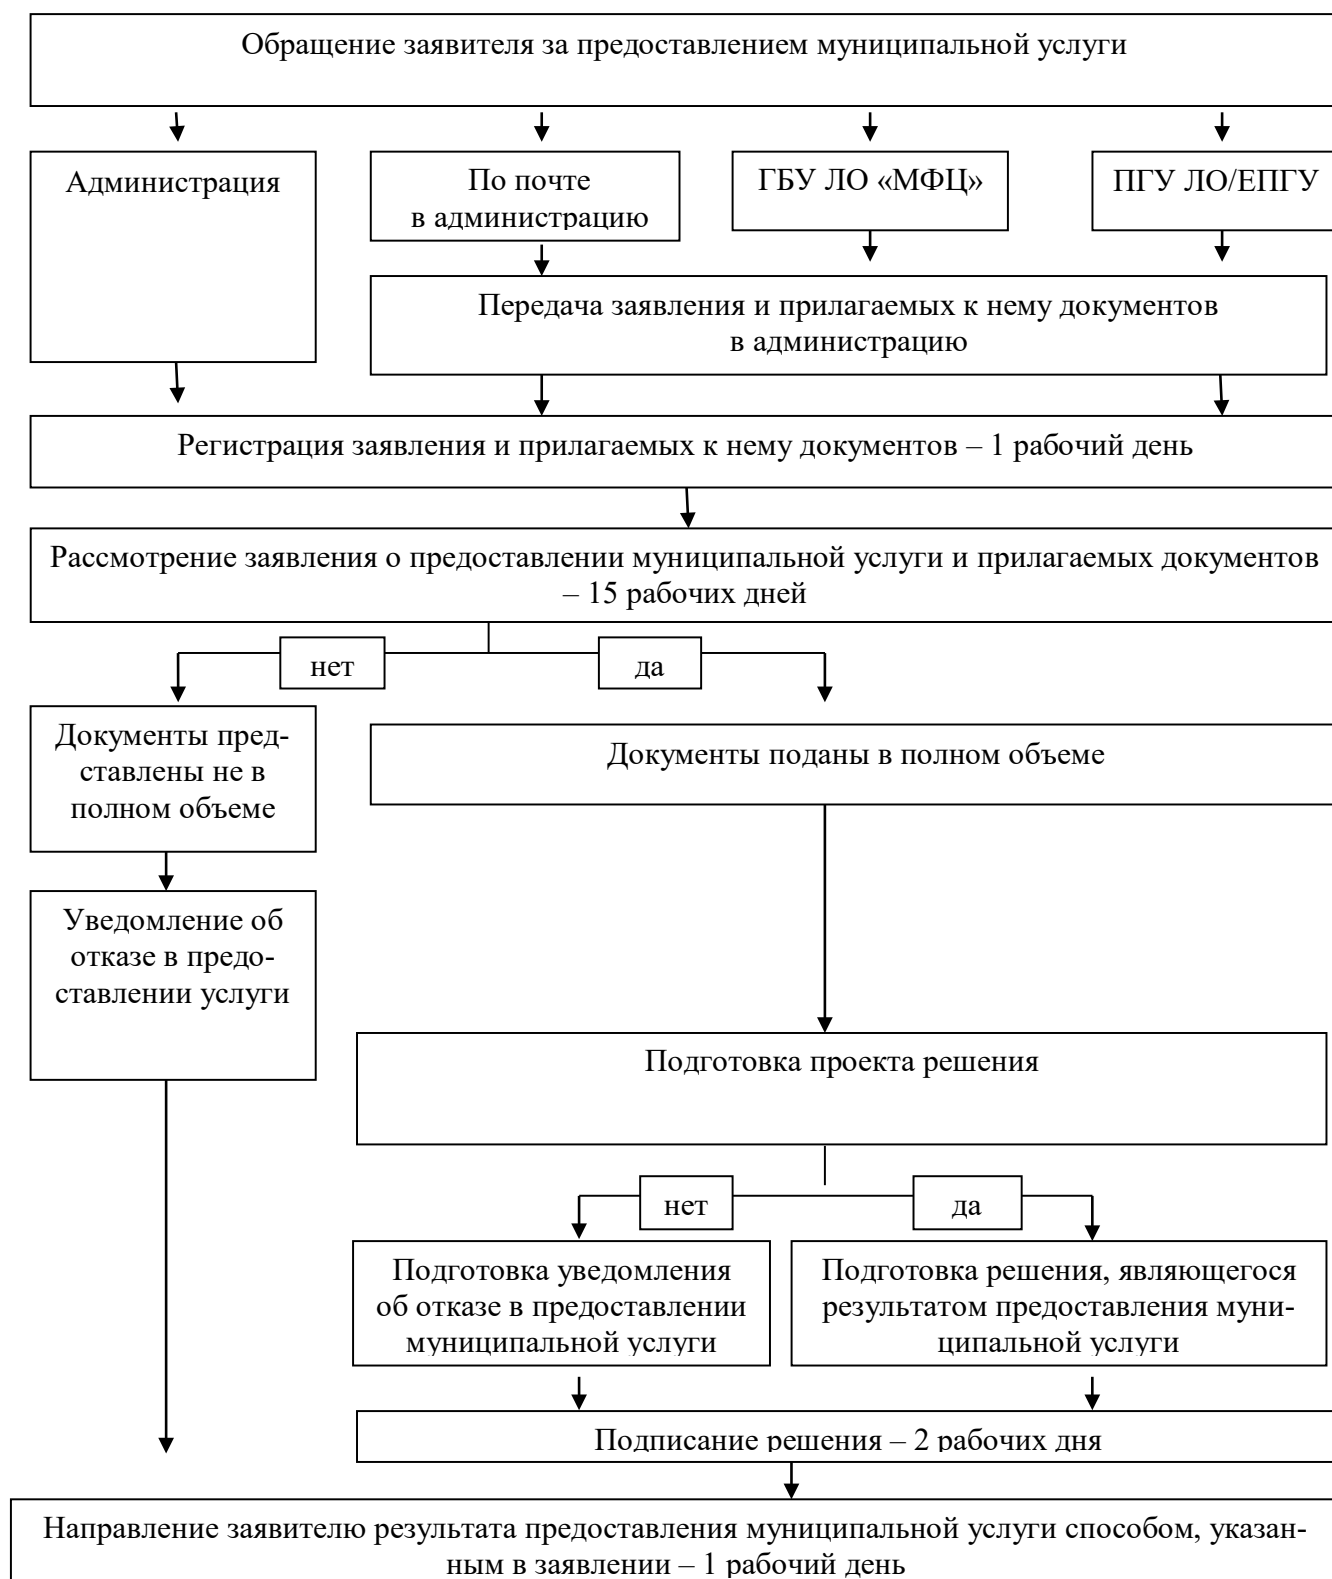 Обращение заявителя за предоставлением муниципальной услуги
Администрация
По почте
в администрацию
ГБУ ЛО «МФЦ»
ПГУ ЛО/ЕПГУ
Передача заявления и прилагаемых к нему документов
в администрацию
Регистрация заявления и прилагаемых к нему документов – 1 рабочий день
Рассмотрение заявления о предоставлении муниципальной услуги и прилагаемых документов
– 15 рабочих дней
нет
да
Документы пред-
ставлены не в
полном объеме
Документы поданы в полном объеме
Уведомление об
отказе в предо-
ставлении услуги
Подготовка проекта решения
нет
да
Подготовка уведомления
об отказе в предоставлении
муниципальной услуги
Подготовка решения, являющегося
результатом предоставления муни-
ципальной услуги
Подписание решения – 2 рабочих дня
Направление заявителю результата предоставления муниципальной услуги способом, указан-
ным в заявлении – 1 рабочий день